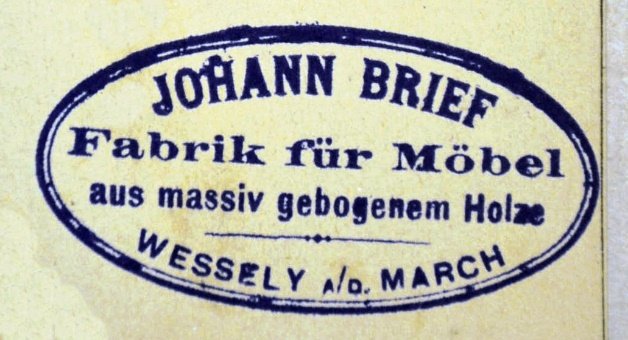 JOHANN BRIEF
Fabrik für Möbel
aus massiv gebogenem Holze
WESSELY A/D. MARCH